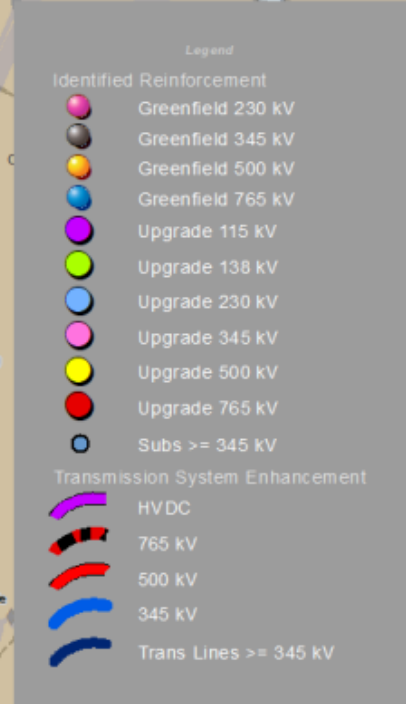 Legend
Identified Reinforcement
Greenfield 230 kV
Greenfield 345 kV
Greenfield 500 kV
Greenfield 765 kV
Upgrade 115 kV
Upgrade 138 kV
Upgrade 230 kV
Upgrade 345 kV
Upgrade 500 kV
Upgrade 765 kV
Subs >= 345 kV
Transmission System Enhancement
HVDC
765 kV
500 kV
345 kV
Trans Lines >= 345 kV